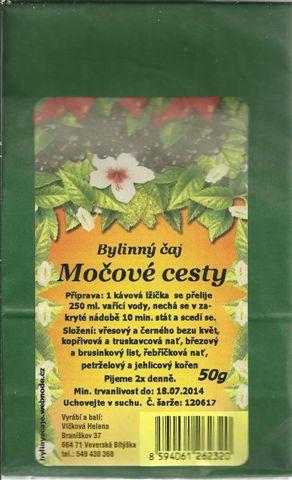 Bylinný čaj
Močové cesty
Příprava: 1 kávová lžička se přelije
250 ml. vařící vody, nechá se v za-
kryté nádobě 10 min. stát a scedí se.
Složení: vřesový a černého bezu květ,
kopřivová a truskavcová nať, březový
a brusinkový list, řebříčková nať,
petrželový a jehlicový kořen
Pijeme 2x denně.
50g
Min. trvanlivost do 18.07.2014
Uchovejte v suchu. Č. šarže: 120617
Vyrábí a balí:
Vlčková Helena
Braníškov 37
664 71 Veverská Bítýška
tel.: 549 430 368
8 594061 262320
bylinymaje.webnode.cz